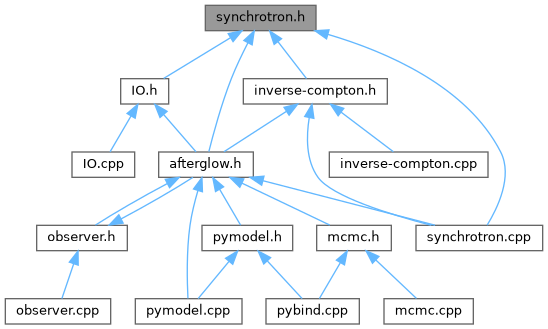 synchrotron.h
IO.h
inverse-compton.h
IO.cpp
afterglow.h
inverse-compton.cpp
observer.h
pymodel.h
mcmc.h
synchrotron.cpp
observer.cpp
pymodel.cpp
pybind.cpp
mcmc.cpp